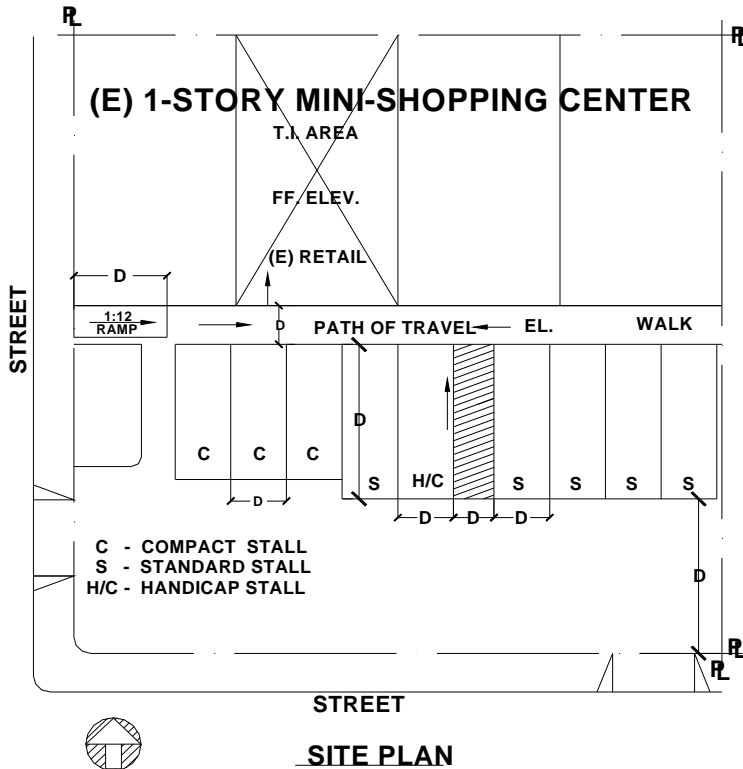 PL
PL
(E) 1-STORY MINI-SHOPPING CENTER
T.I. AREA
FF. ELEV.
(E) RETAIL
D
1:12
RAMP
D
PATH OF TRAVEL
EL.
WALK
STREET
D
C
C
C
S
H/C
S
S
S
S
D
D
D
D
D
C - COMPACT STALL
S - STANDARD STALL
H/C - HANDICAP STALL
PL
PL
STREET
SITE PLAN